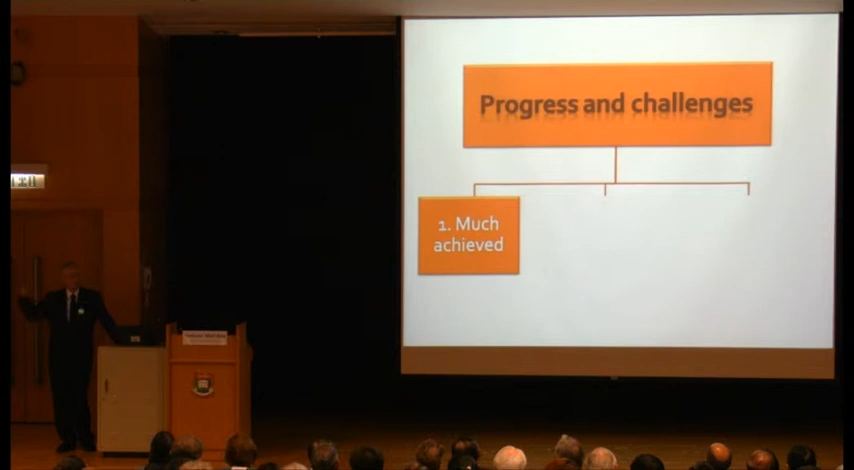 Progress and challenges
1. Much
achieved